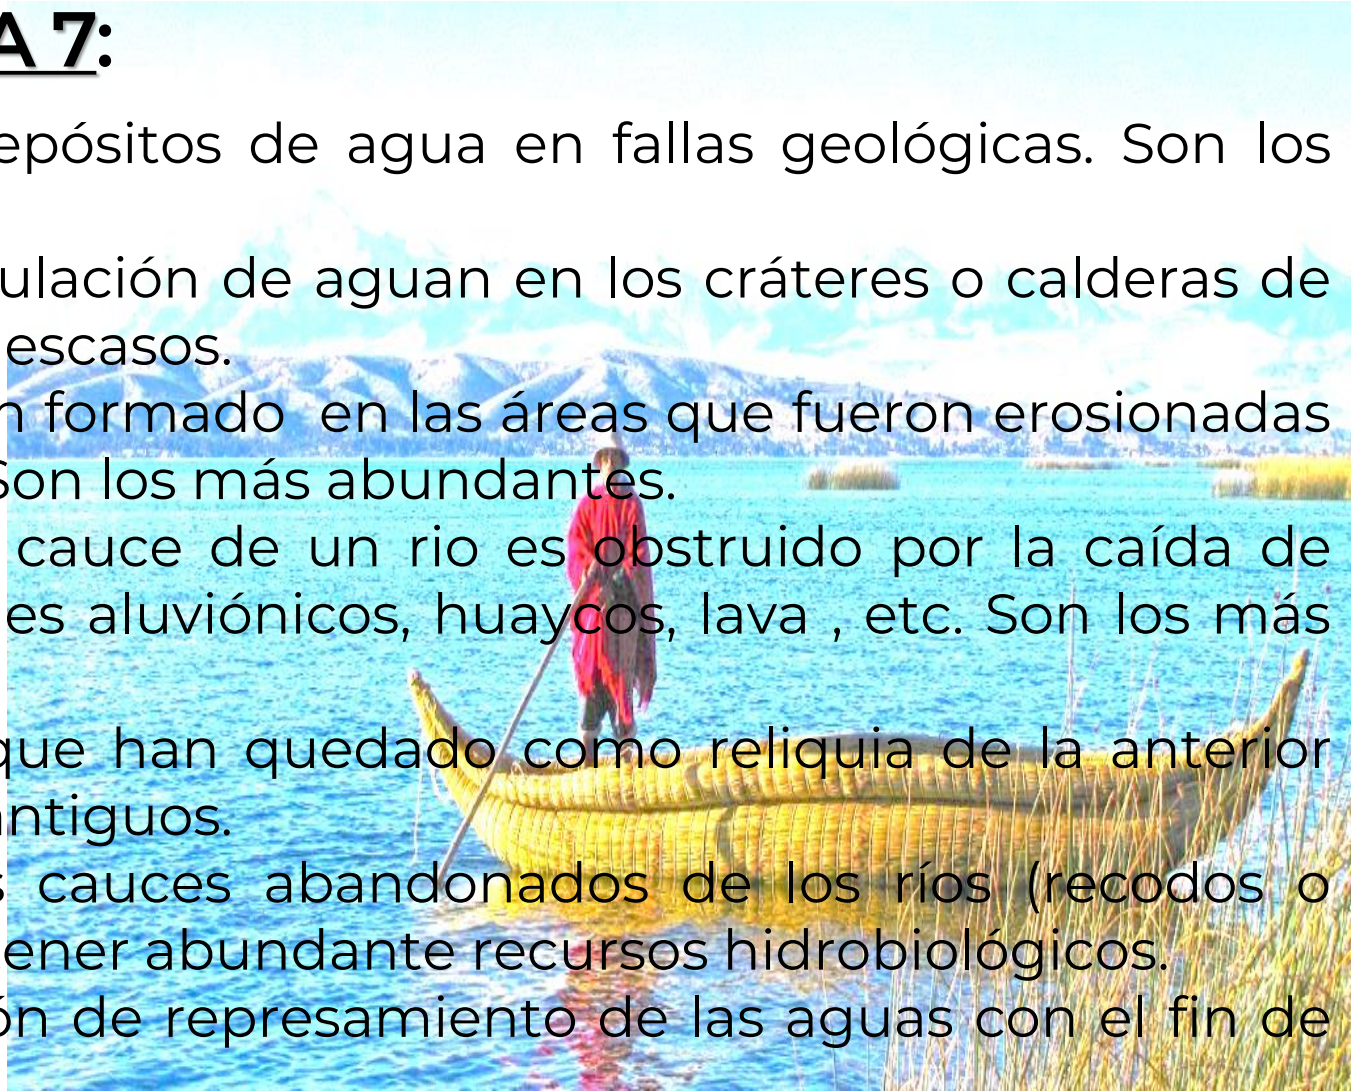 A 7:
epósitos de agua en fallas geológicas. Son los
ulación de aguan en los cráteres o calderas de
escasos.
n formado en las áreas que fueron erosionadas
Son los más abundantes.
cauce de un rio es obstruido por la caída de
es aluviónicos, huaycos, lava , etc. Son los más
que han quedado como reliquia de la anterior
antiguos.
s cauces abandonados de los ríos (recodos o
ener abundante recursos hidrobiológicos.
ón de represamiento de las aguas con el fin de